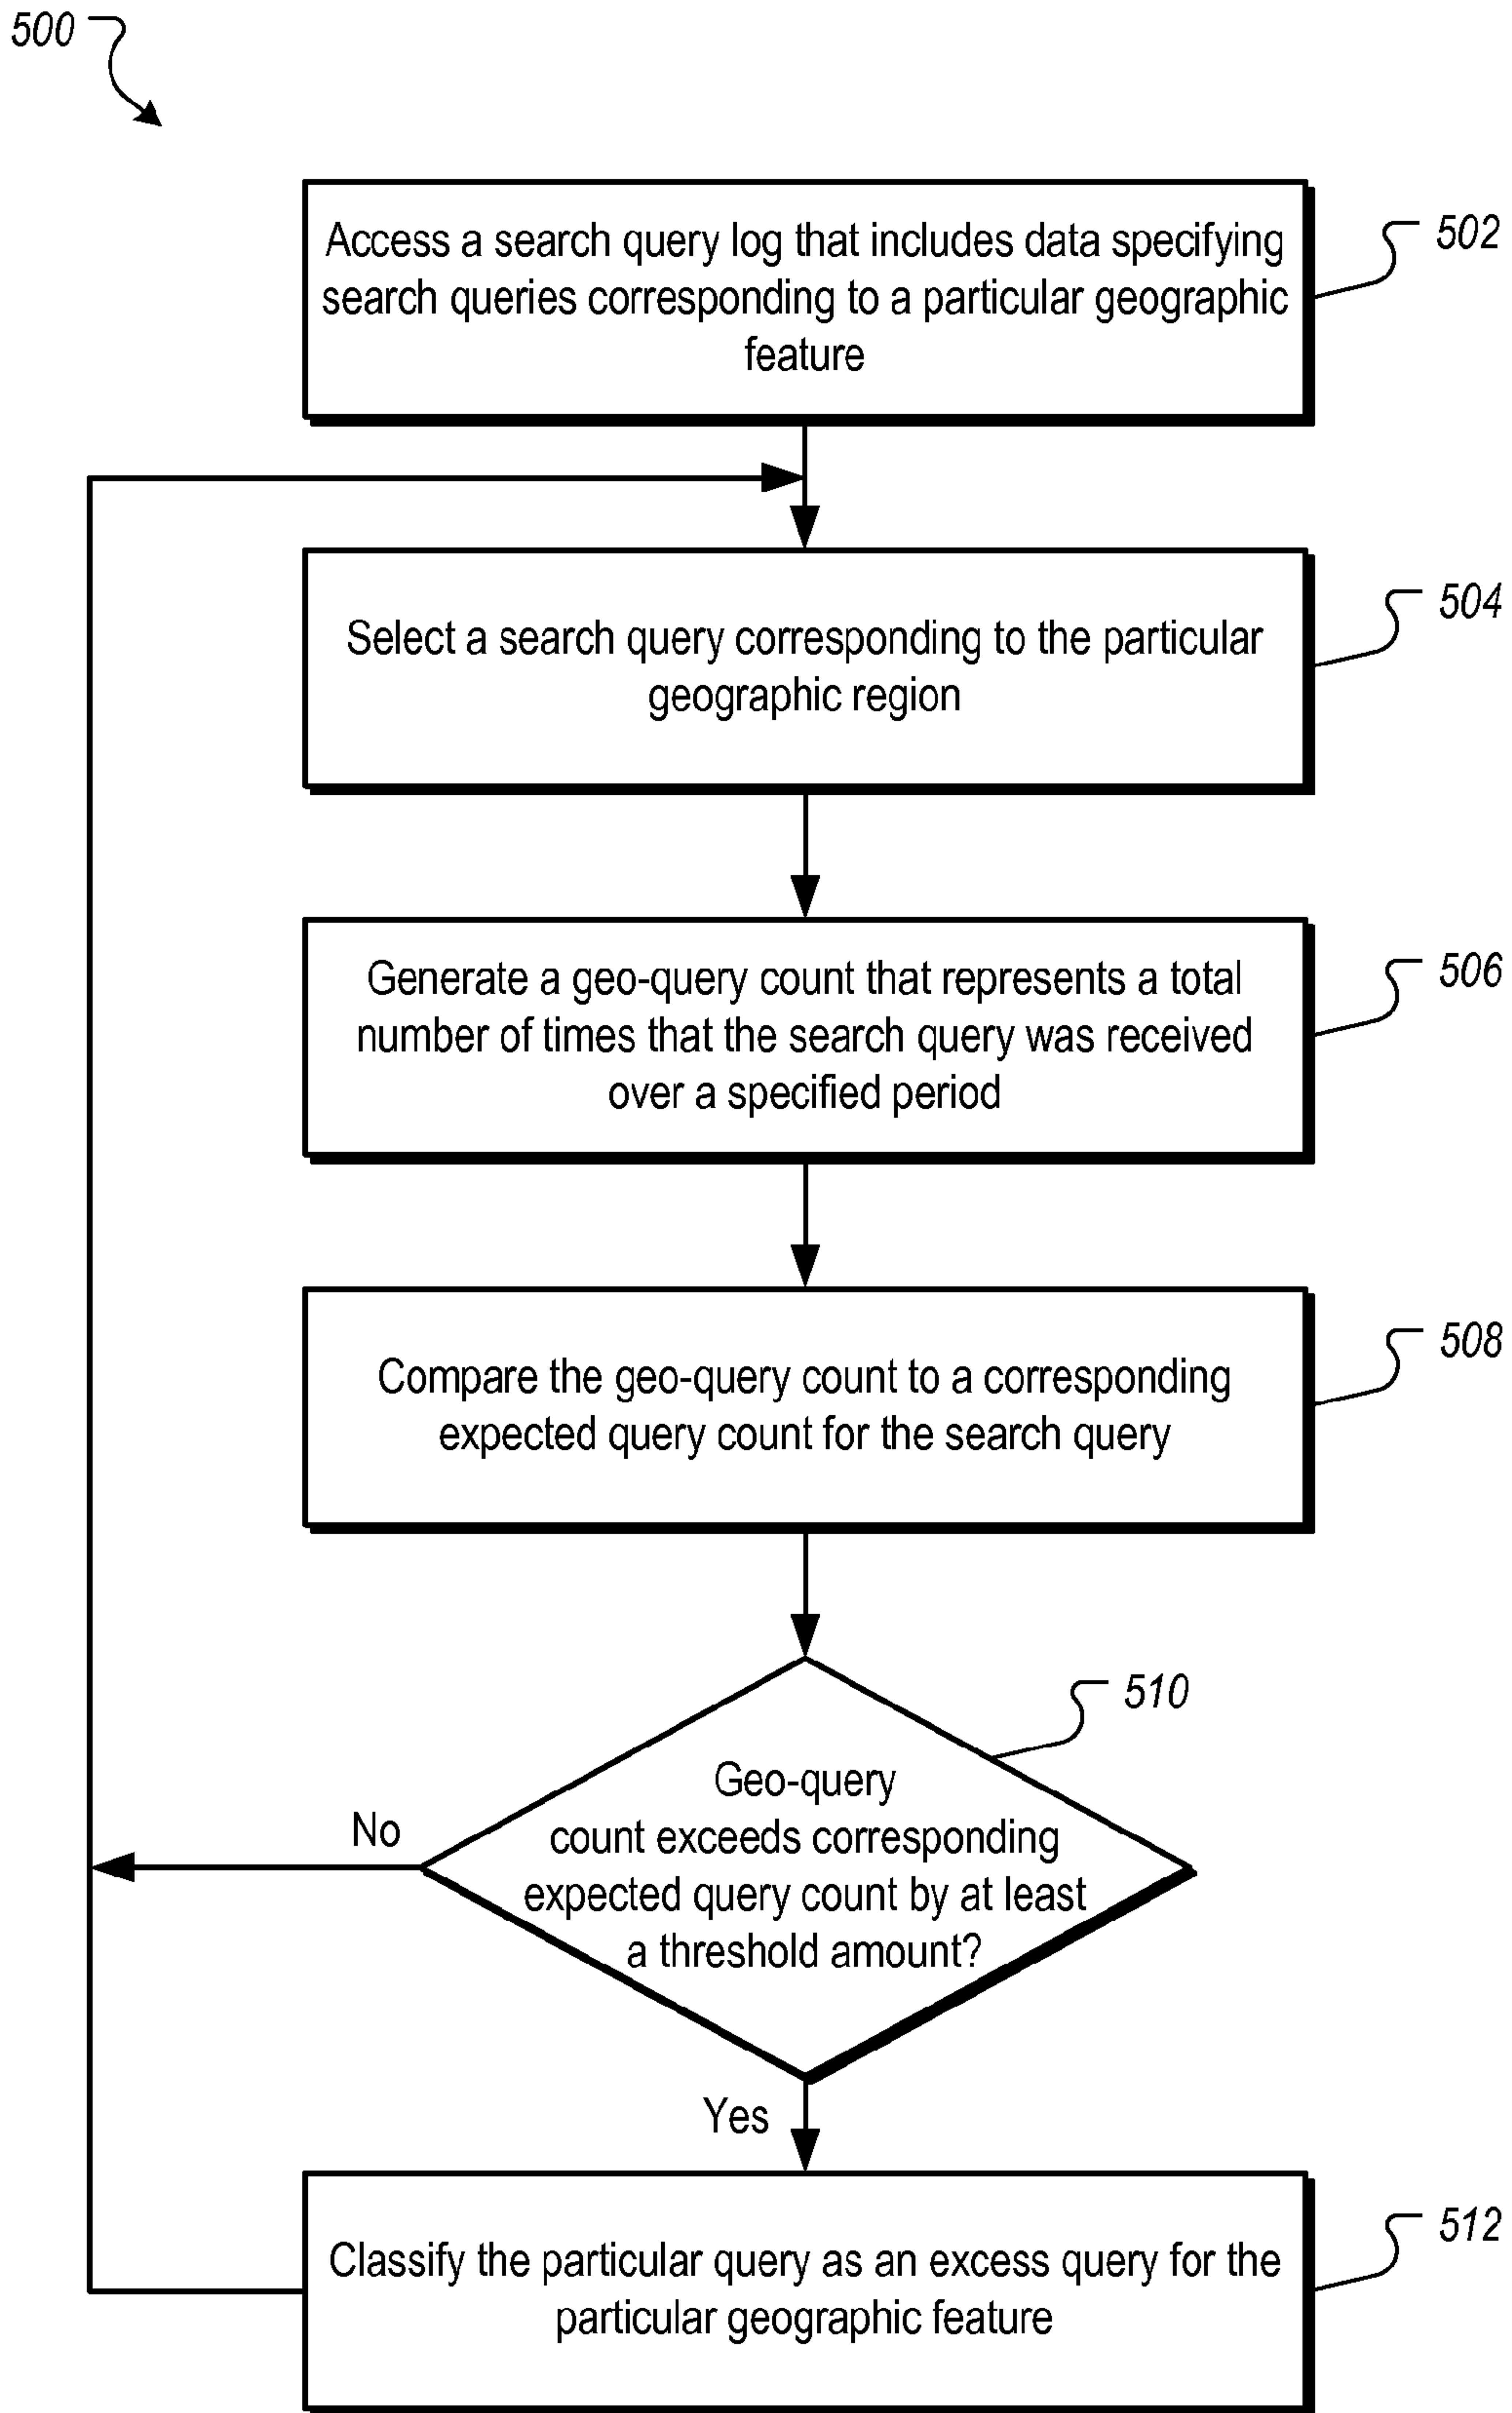 500
Access a search query log that includes data specifying
search queries corresponding to a particular geographic
feature
502
Select a search query corresponding to the particular
geographic region
504
Generate a geo-query count that represents a total
number of times that the search query was received
over a specified period
506
Compare the geo-query count to a corresponding
expected query count for the search query
508
510
Geo-query
count exceeds corresponding
expected query count by at least
a threshold amount?
No
Yes
Classify the particular query as an excess query for the
particular geographic feature
512